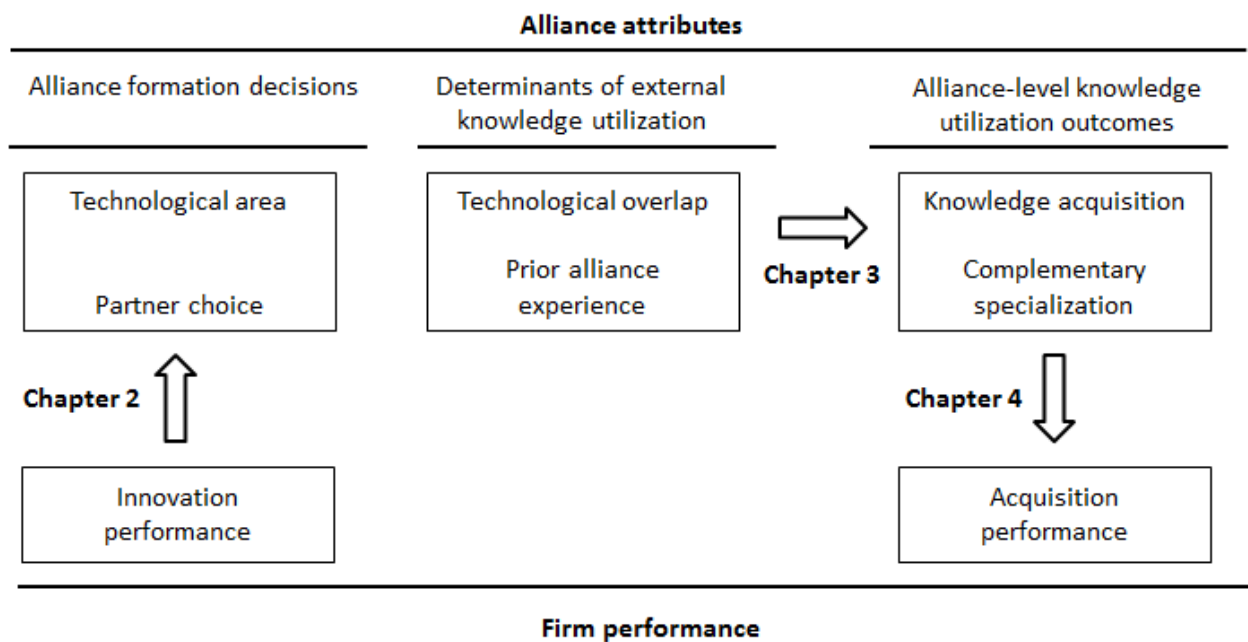 Alliance attributes
Alliance formation decisions
Determinants of external
knowledge utilization
Alliance-level knowledge
utilization outcomes
Technological area
Partner choice
Technological overlap
Prior alliance
experience
Chapter 3
Knowledge acquisition
Complementary
specialization
Chapter 2
Chapter 4
Innovation
performance
Acquisition
performance
Firm performance